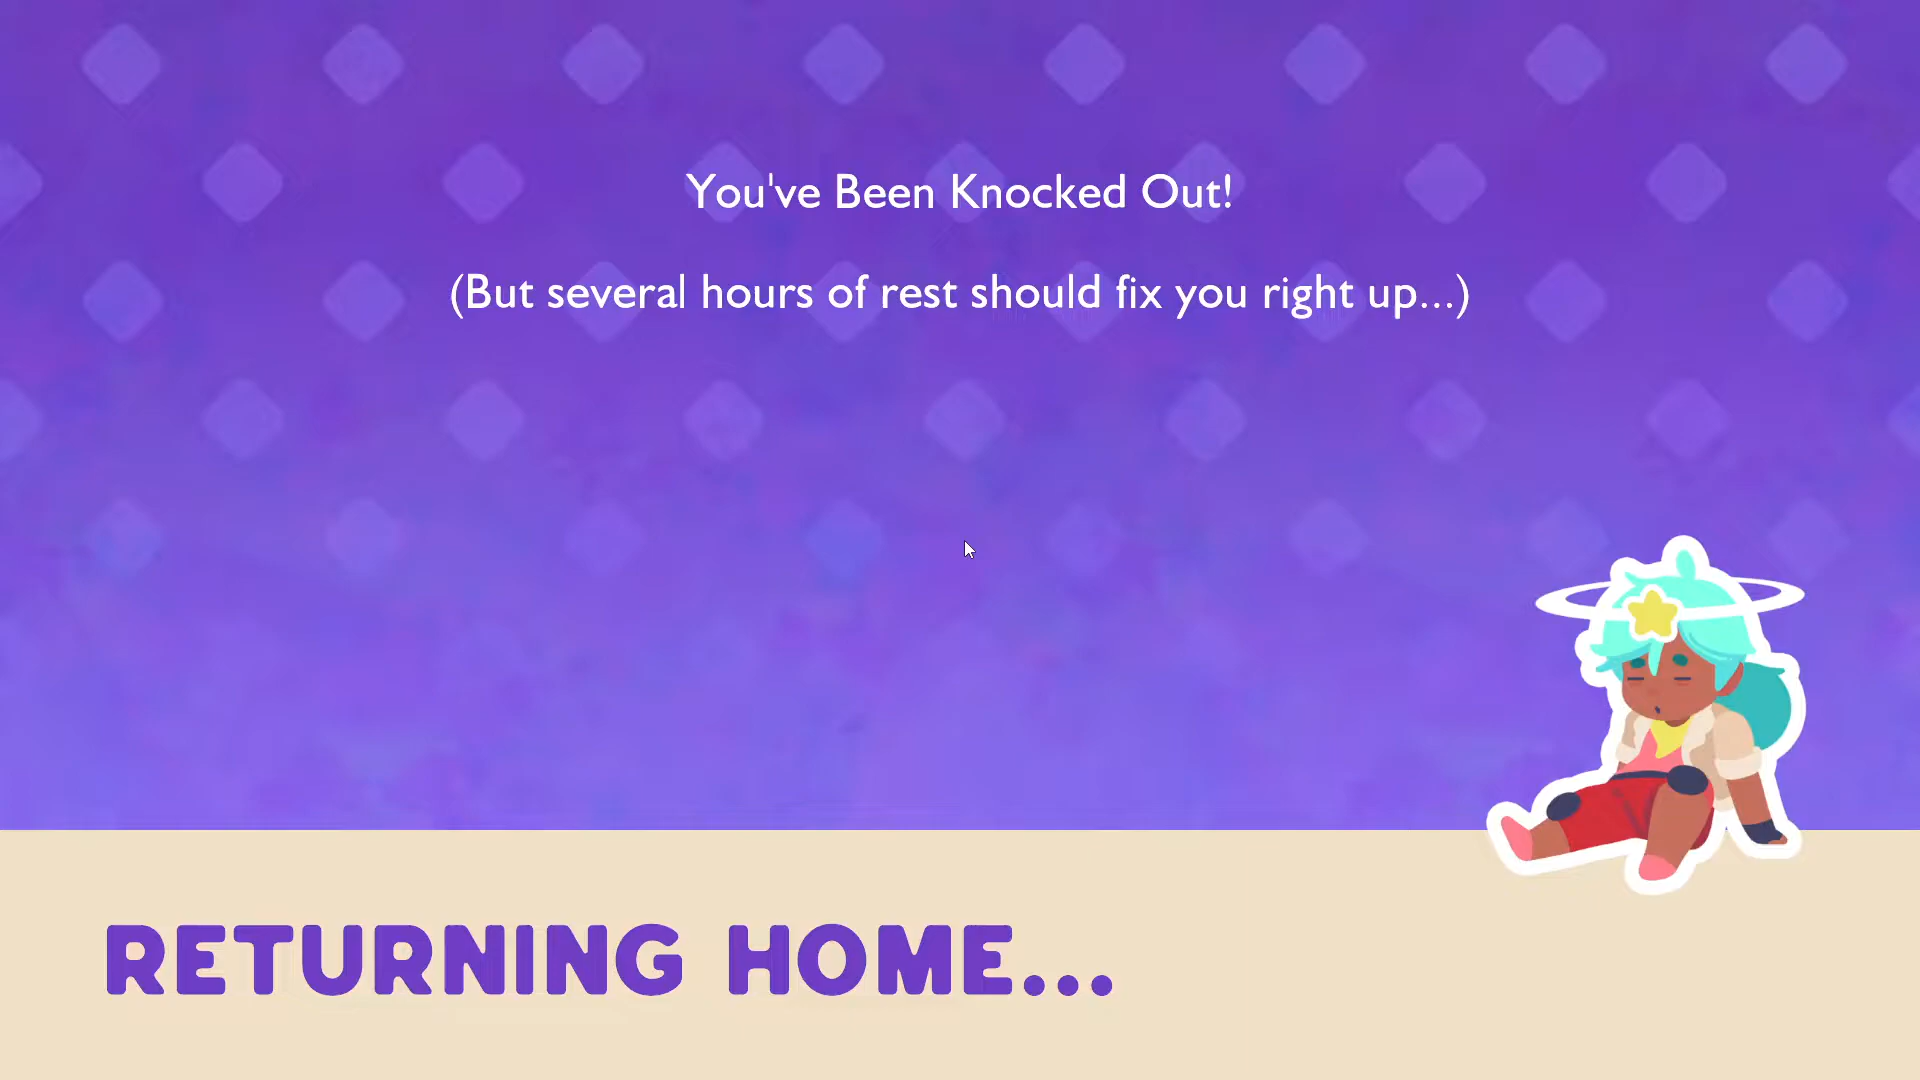 You've Been Knocked Out!
(But several hours of rest should fix you right up...)
RETURNING HOME...